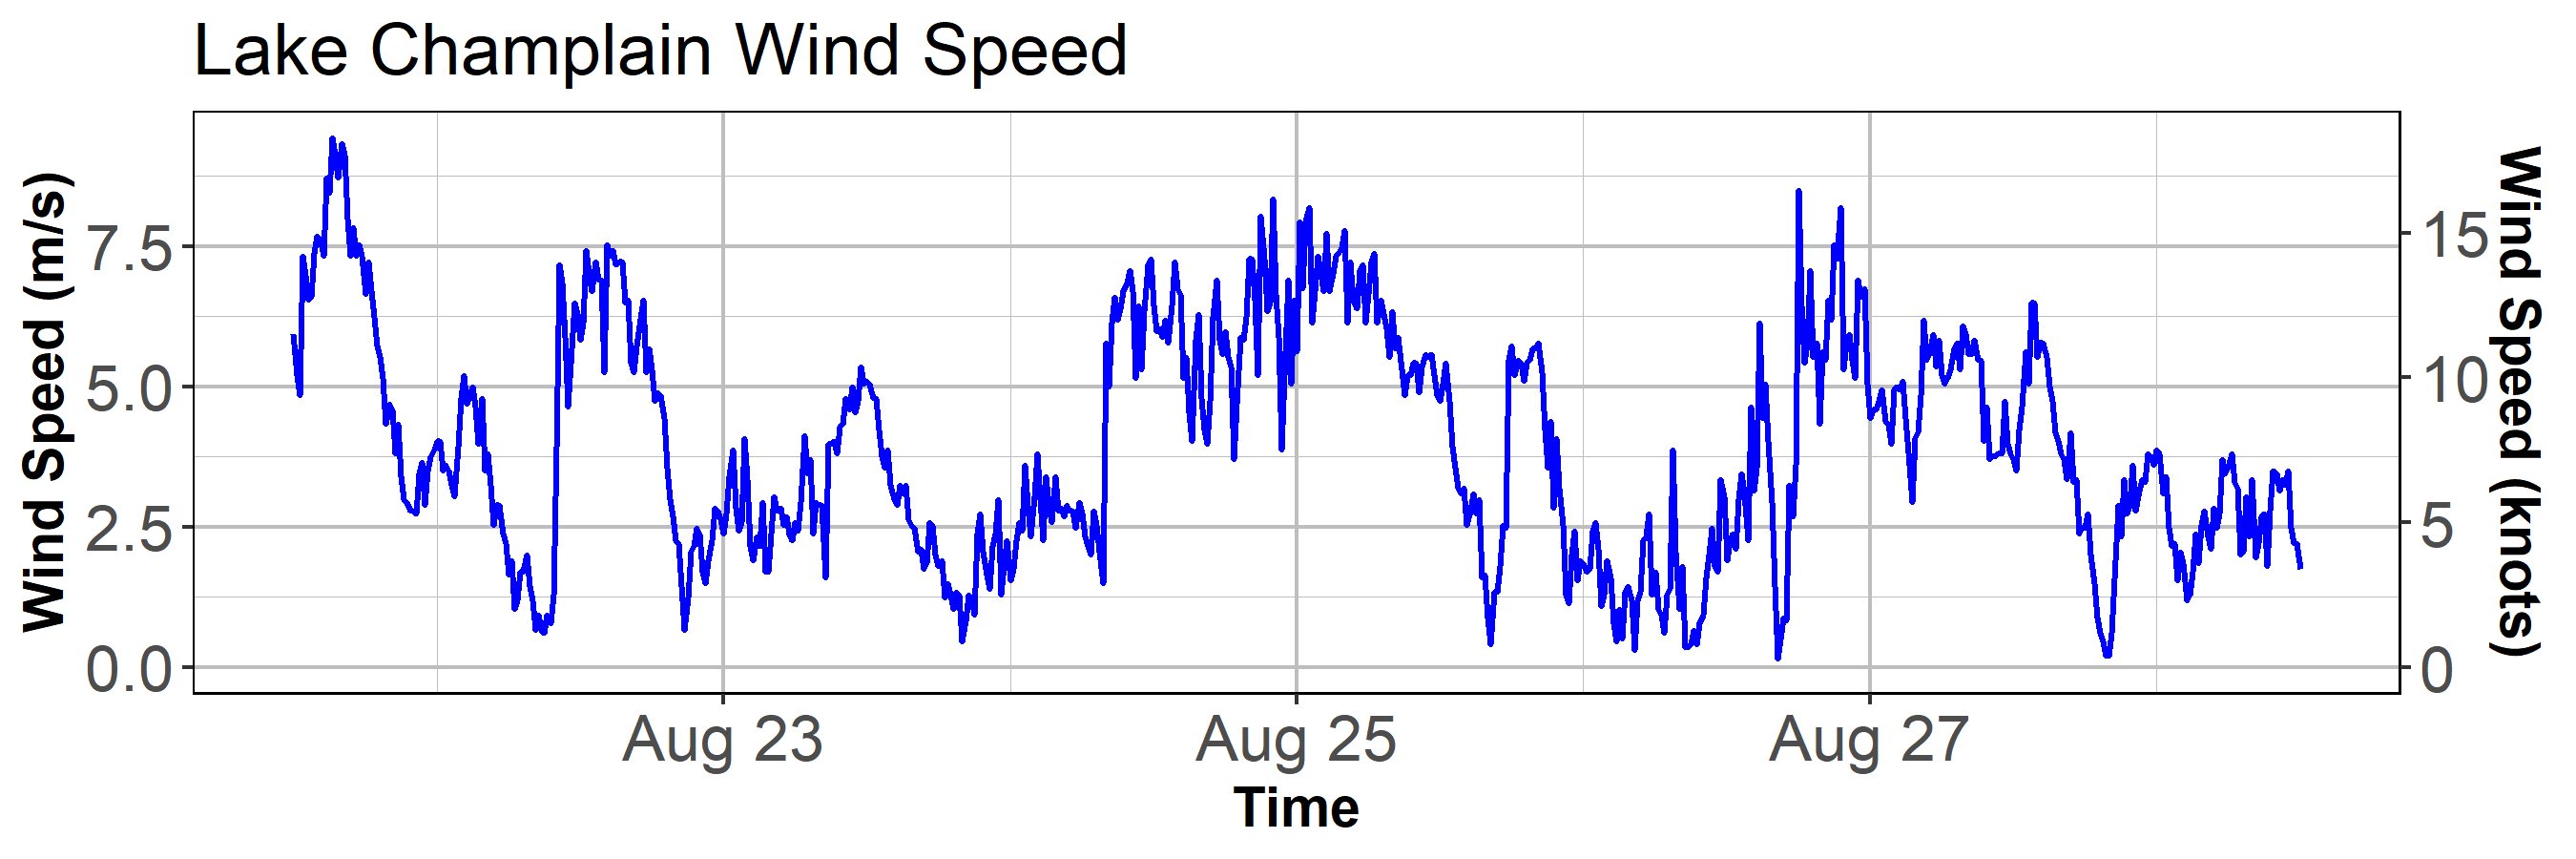 Lake Champlain Wind Speed
Wind Speed (m/s)
7.5
5.0
2.5
0.0
15
10
5
0
Wind Speed (knots)
Aug 23
Aug 25
Aug 27
Time